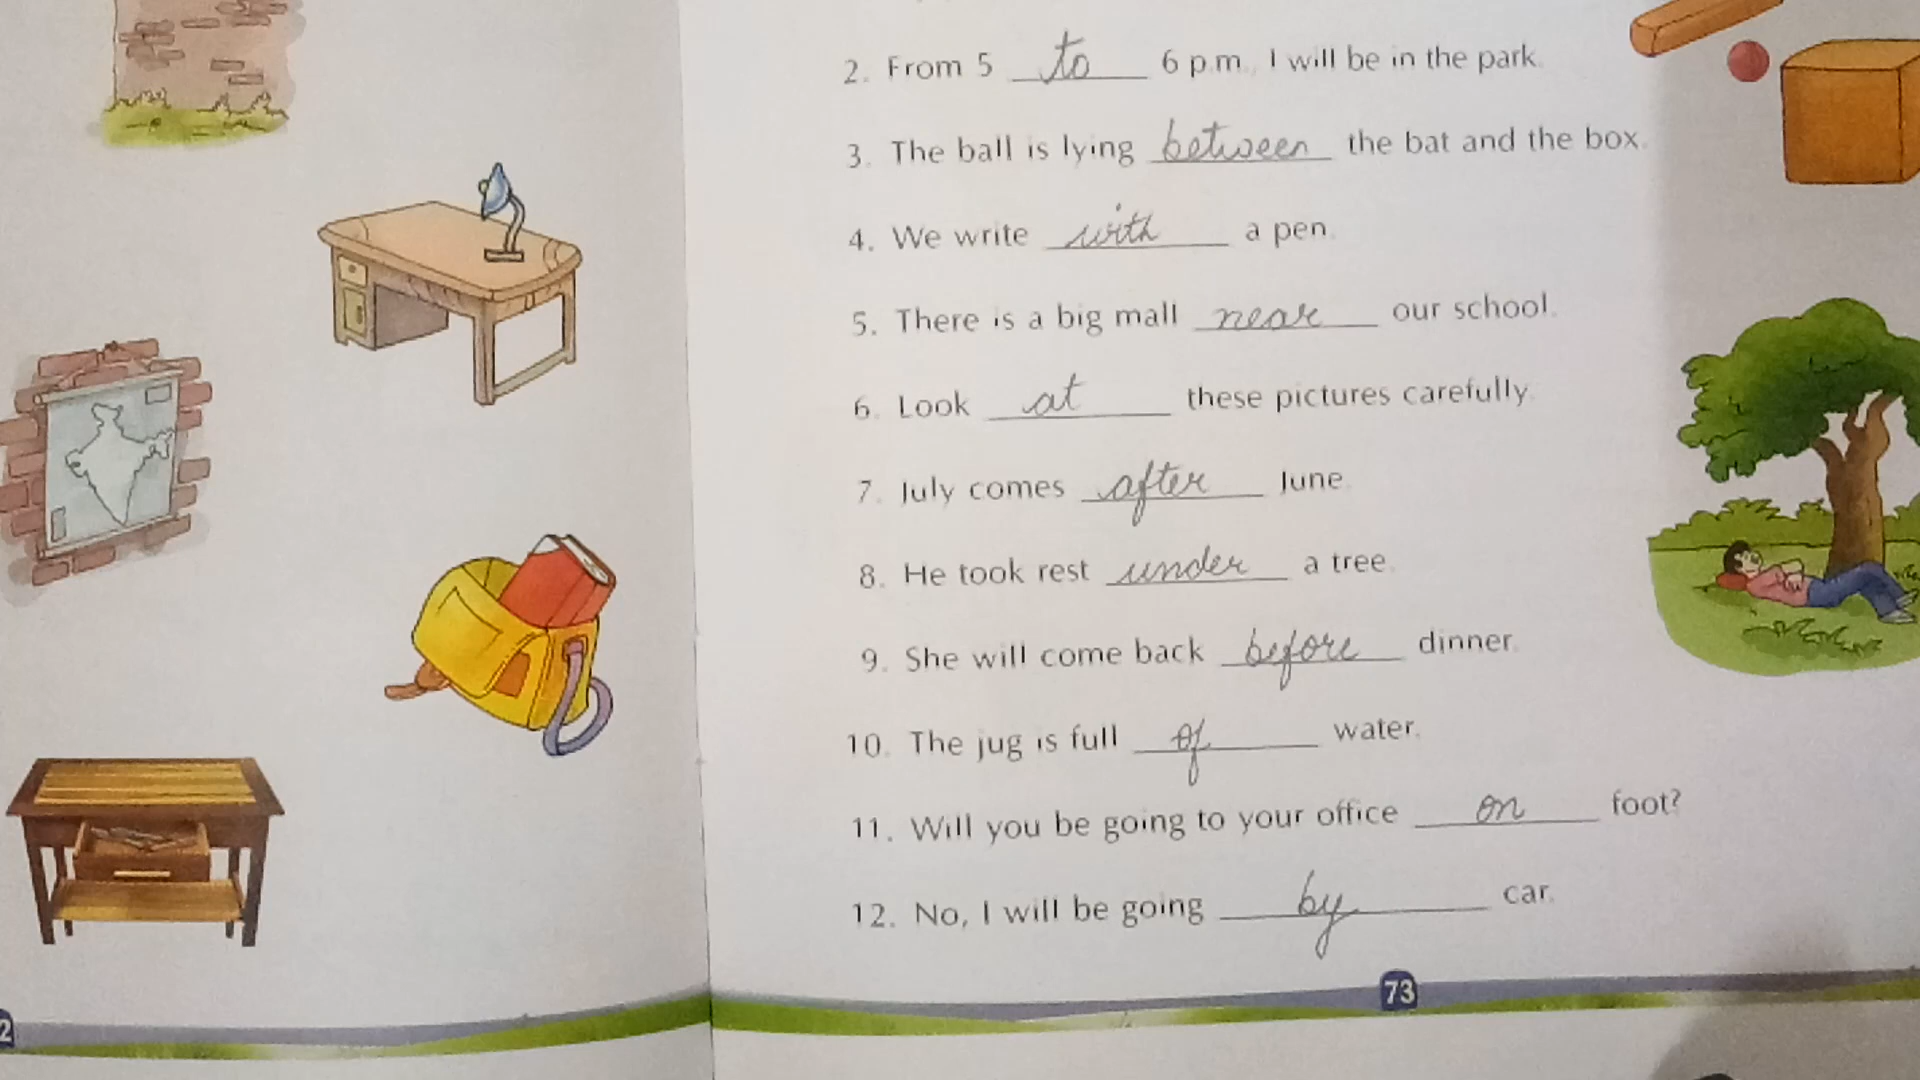 2. From 5 to 6 p.m., I will be in the park.
3. The ball is lying between the bat and the box.
4. We write with a pen.
5. There is a big mall near our school.
6. Look at these pictures carefully.
7. July comes after June.
8. He took rest under a tree.
9. She will come back before dinner.
10. The jug is full of water.
11. Will you be going to your office on foot?
12. No, I will be going by car.
2
73